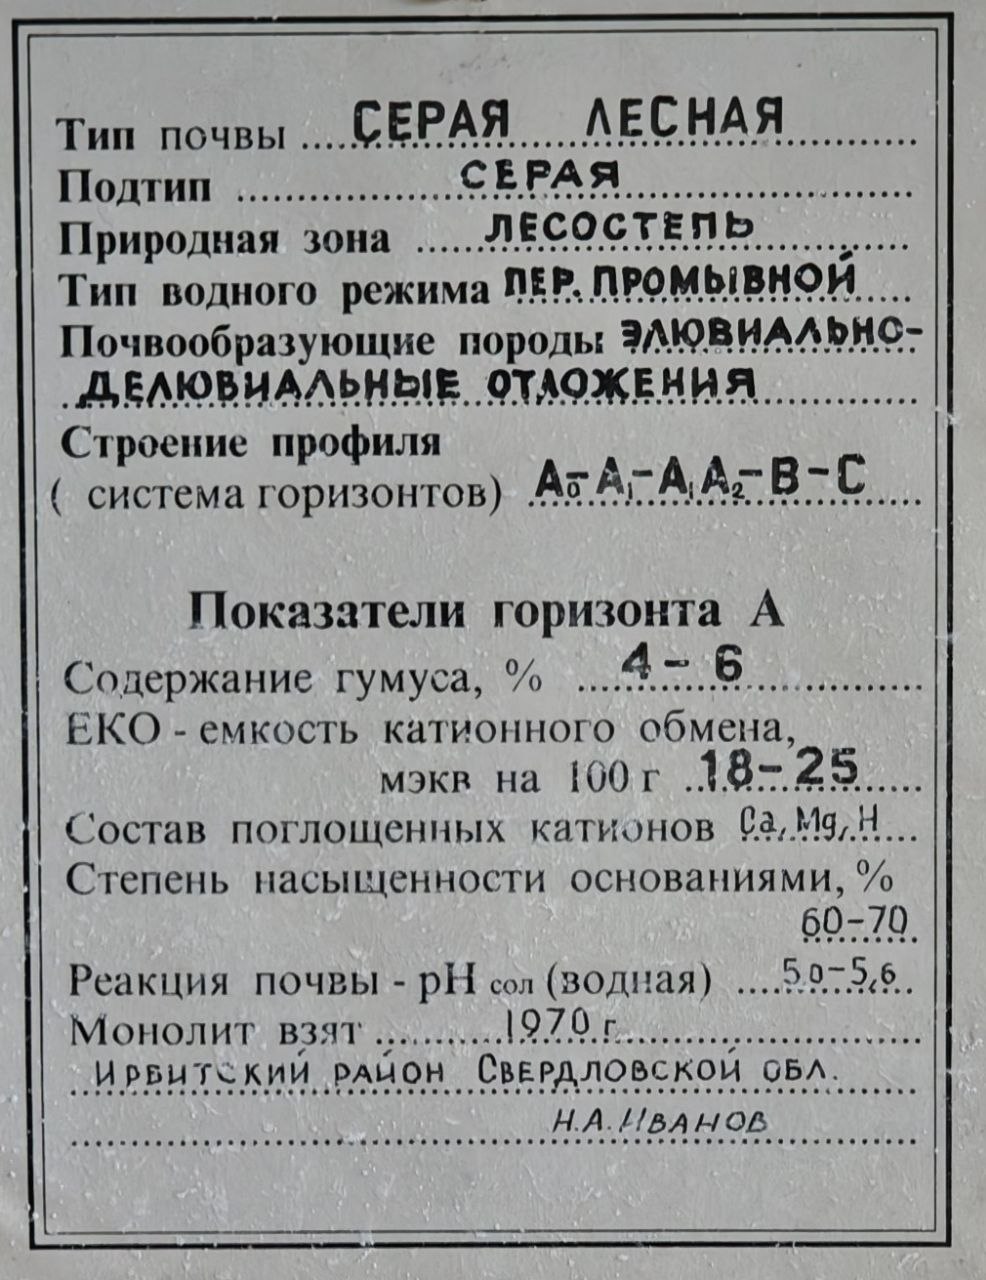 Тип почвы ....СЕРАЯ ЛЕСНАЯ....
Подтип ....СЕРАЯ....
Природная зона ....ЛЕСОСТЕПЬ....
Тип водного режима ПЕР. ПРОМЫВНОЙ....
Почвообразующие породы ЭЛЮВИАЛЬНО-
ДЕЛЮВИАЛЬНЫЕ ОТЛОЖЕНИЯ....
Строение профиля
( система горизонтов) A₀-A₁-A₁A₂-B-C....
Показатели горизонта А
Содержание гумуса, % ....4-6....
ЕКО - емкость катионного обмена,
мэкв на 100 г ..18-25....
Состав поглощенных катионов Ca, Mg, H...
Степень насыщенности основаниями, %
60-70
Реакция почвы - pH сол (водная) ....5,0-5,6..
Монолит взят ....1970 г....
ИРБИТСКИЙ РАЙОН СВЕРДЛОВСКОЙ ОБЛ.
Н.А. ИВАНОВ